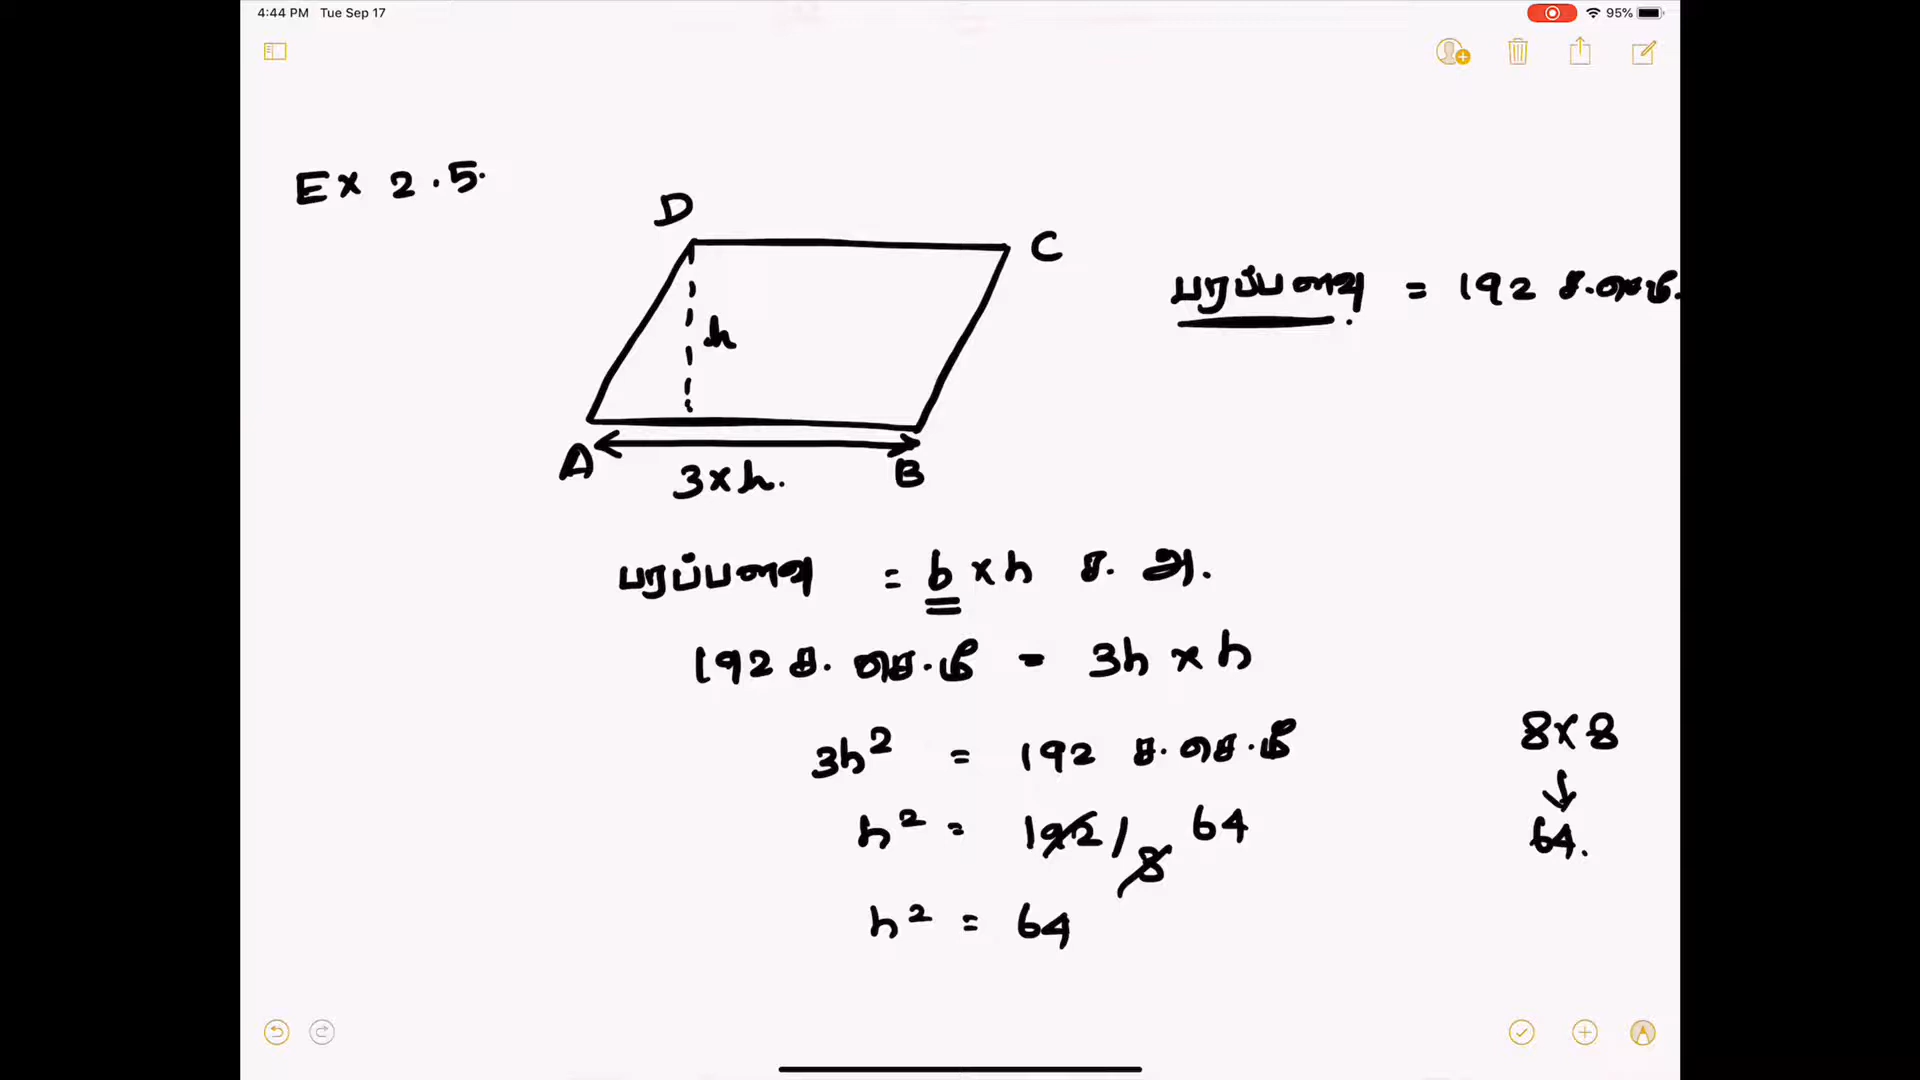 4:44 PM Tue Sep 17
95%
Ex 2.5.
D
C
பரப்பளவு = 192 ச.செ.மீ.
h
A
B
3×h.
பரப்பளவு = b × h ச. அ.
192 ச. செ.மீ = 3h × h
3h² = 192 ச.செ.மீ
8×8
h² = 192/3 64
64.
h² = 64